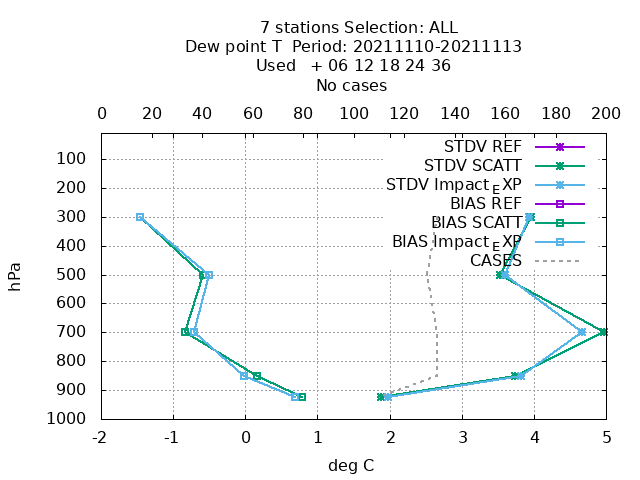 7 stations Selection: ALL
Dew point T  Period: 20211110-20211113
Used   + 06 12 18 24 36
No cases
0 20 40 60 80 100 120 140 160 180 200
STDV REF
STDV SCATT
STDV Impact_EXP
BIAS REF
BIAS SCATT
BIAS Impact_EXP
CASES
hPa
100
200
300
400
500
600
700
800
900
1000
-2 -1 0 1 2 3 4 5
deg C